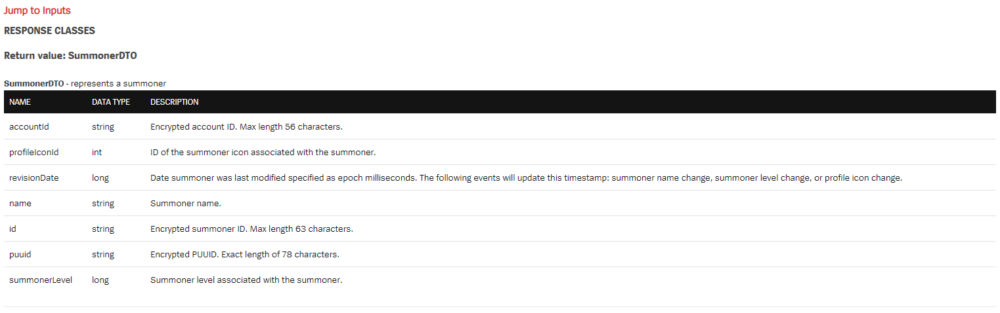 Jump to Inputs
RESPONSE CLASSES
Return value: SummonerDTO
SummonerDTO - represents a summoner
NAME DATA TYPE DESCRIPTION
accountId string Encrypted account ID. Max length 56 characters.
profileIconId int ID of the summoner icon associated with the summoner.
revisionDate long Date summoner was last modified specified as epoch milliseconds. The following events will update this timestamp: summoner name change, summoner level change, or profile icon change.
name string Summoner name.
id string Encrypted summoner ID. Max length 63 characters.
puuid string Encrypted PUUID. Exact length of 78 characters.
summonerLevel long Summoner level associated with the summoner.